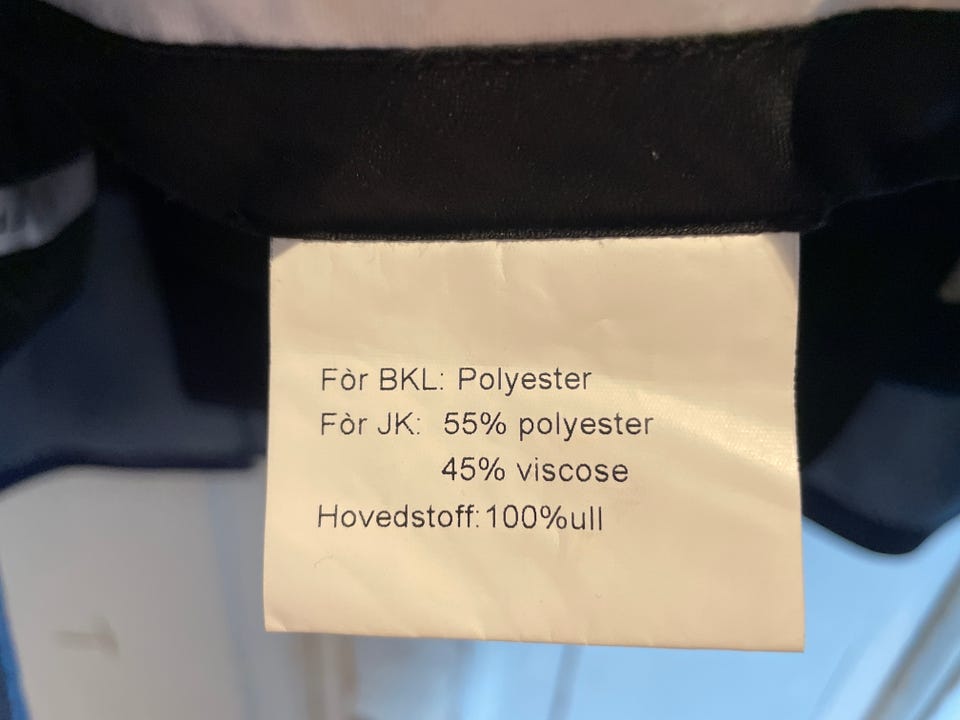 Fòr BKL: Polyester
Fòr JK: 55% polyester
45% viscose
Hovedstoff: 100%ull